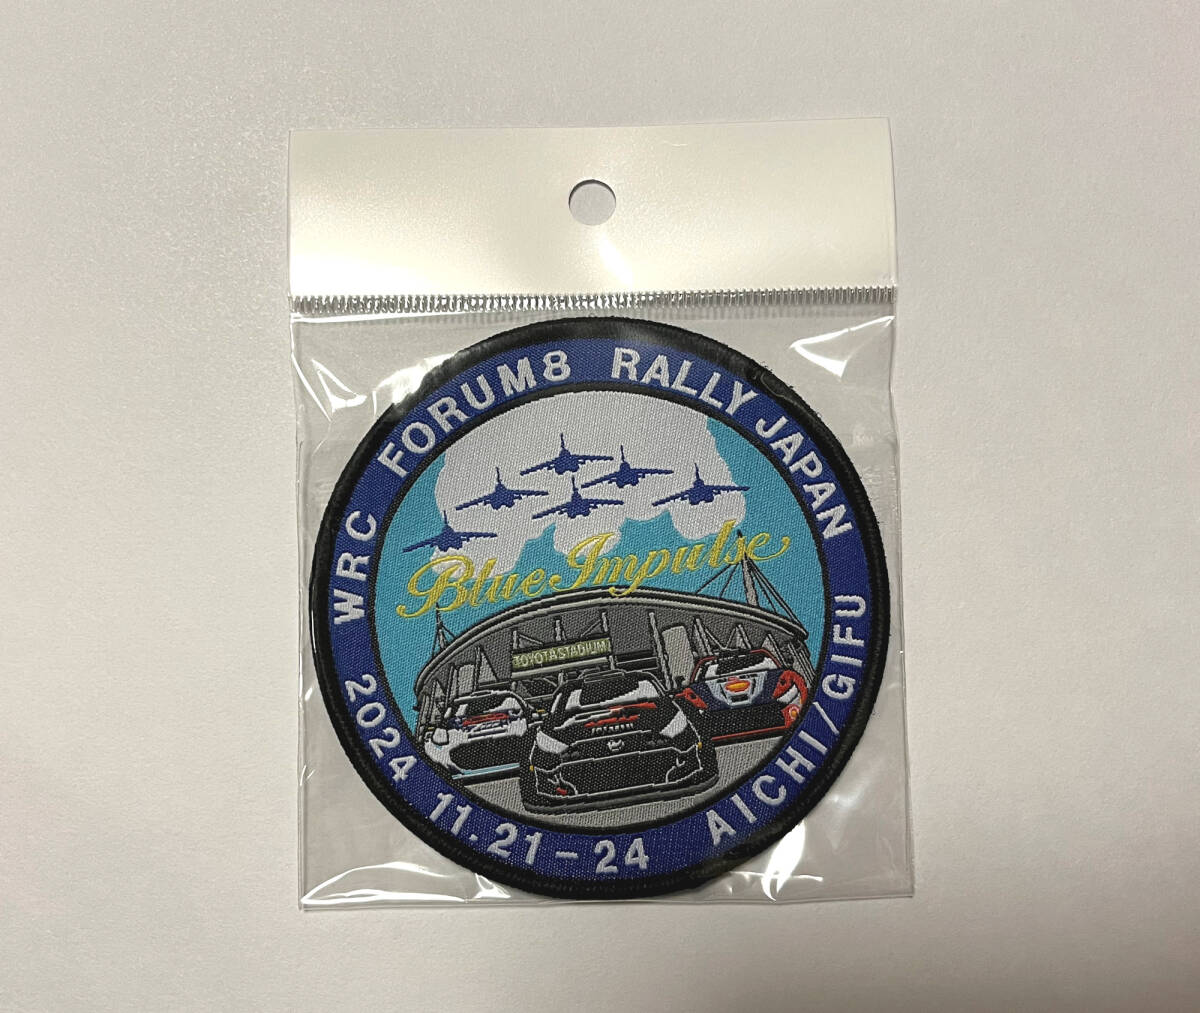 WRC FORUM8 RALLY JAPAN
Blue Impulse
TOYOTA STADIUM
2024 11.21-24 AICHI/GIFU